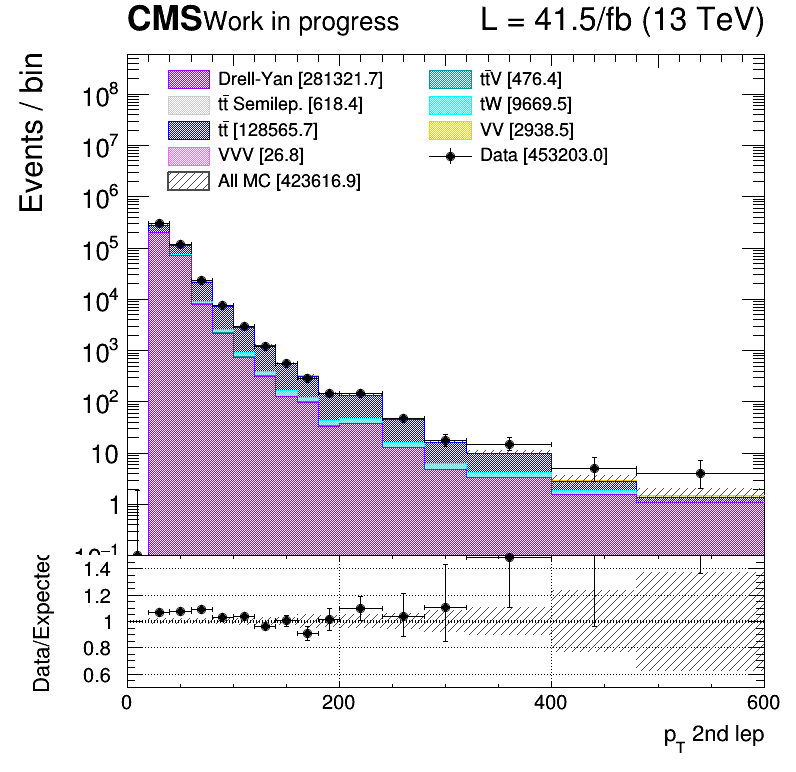 CMS Work in progress L = 41.5/fb (13 TeV)
Events / bin
Drell-Yan [281321.7] tt̄V [476.4]
tt̄ Semilep. [618.4] tW [9669.5]
tt̄ [128565.7] VV [2938.5]
VVV [26.8] Data [453203.0]
All MC [423616.9]
10⁸
10⁷
10⁶
10⁵
10⁴
10³
10²
10
1
10⁻¹
Data/Expected
1.4
1.2
1
0.8
0.6
0 200 400 600
p_T 2nd lep